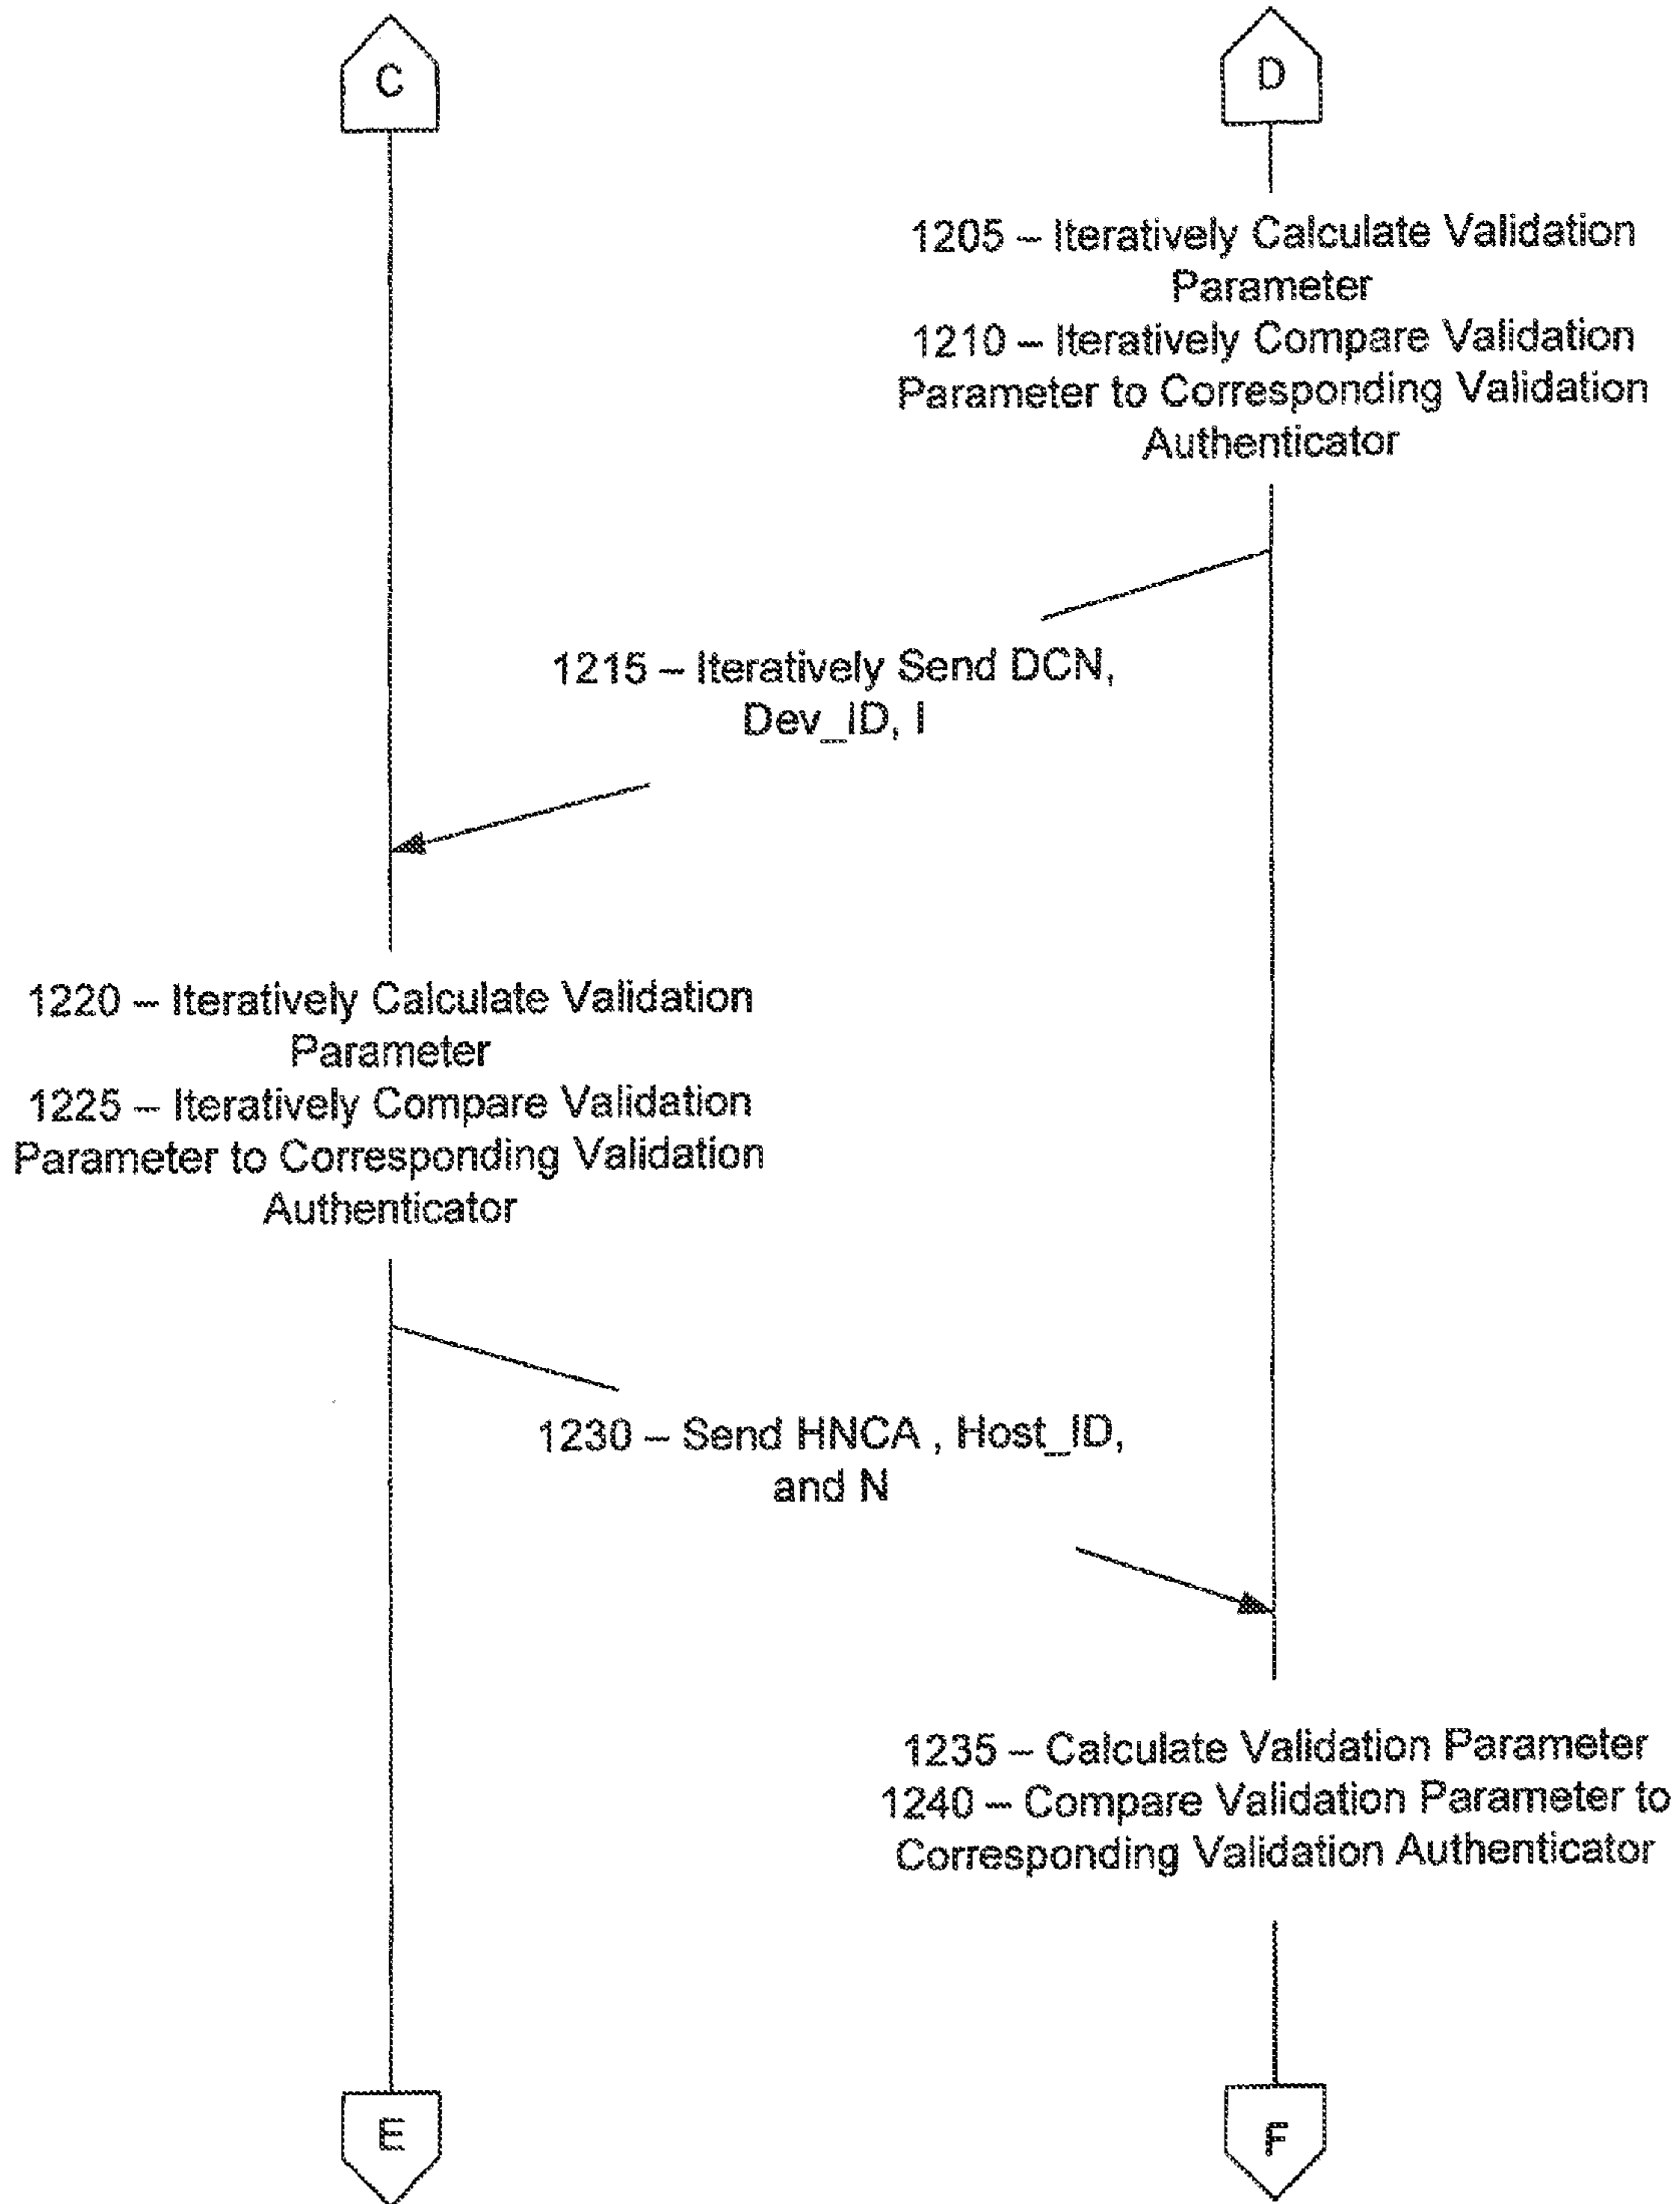 C
D
1205 – Iteratively Calculate Validation
Parameter
1210 – Iteratively Compare Validation
Parameter to Corresponding Validation
Authenticator
1215 – Iteratively Send DCN,
Dev_ID, I
1220 – Iteratively Calculate Validation
Parameter
1225 – Iteratively Compare Validation
Parameter to Corresponding Validation
Authenticator
1230 – Send HNCA , Host_ID,
and N
1235 – Calculate Validation Parameter
1240 – Compare Validation Parameter to
Corresponding Validation Authenticator
E
F